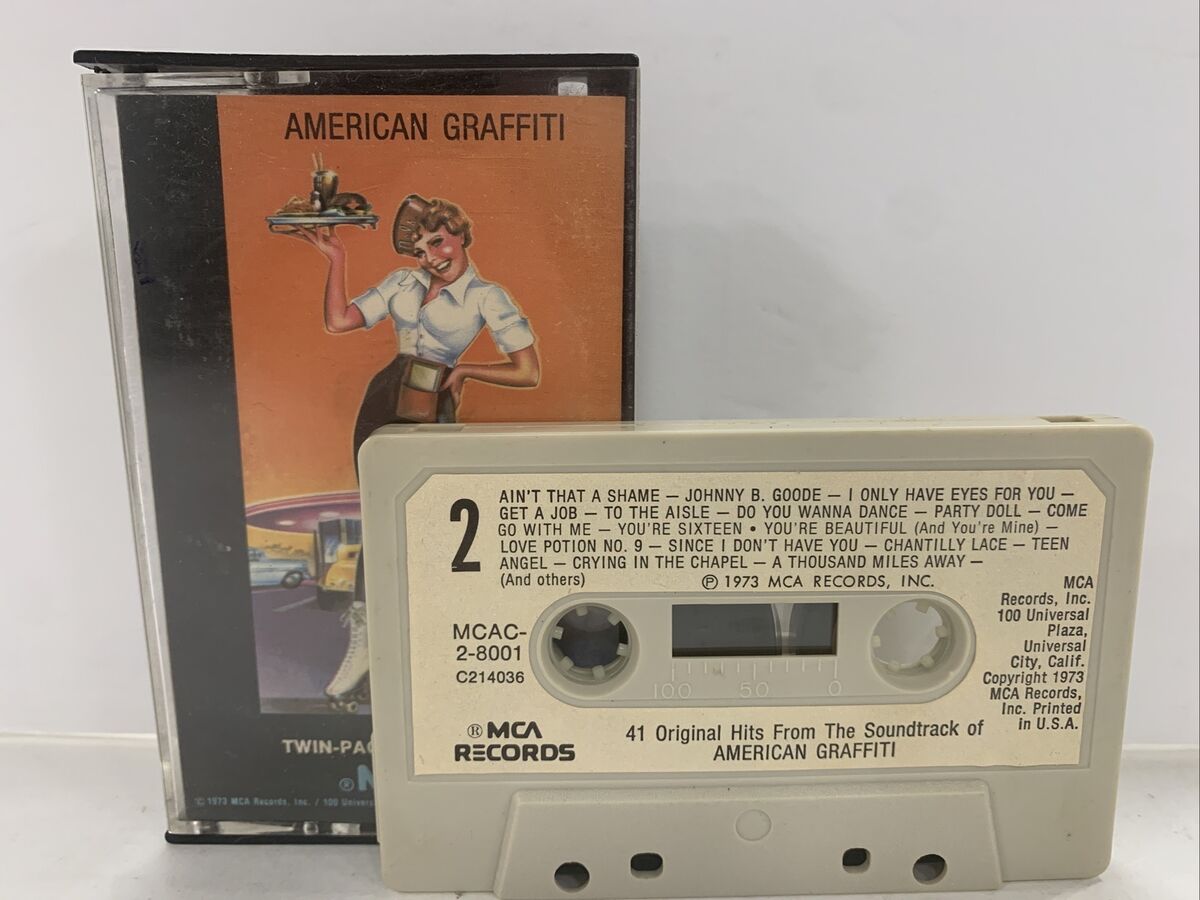 AMERICAN GRAFFITI
TWIN-PAC
®
© 1973 MCA Records, Inc. / 100 Univers
2
AIN'T THAT A SHAME — JOHNNY B. GOODE — I ONLY HAVE EYES FOR YOU —
GET A JOB — TO THE AISLE — DO YOU WANNA DANCE — PARTY DOLL — COME
GO WITH ME — YOU'RE SIXTEEN • YOU'RE BEAUTIFUL (And You're Mine) —
LOVE POTION NO. 9 — SINCE I DON'T HAVE YOU — CHANTILLY LACE — TEEN
ANGEL — CRYING IN THE CHAPEL — A THOUSAND MILES AWAY —
(And others)
℗ 1973 MCA RECORDS, INC.
MCAC-
2-8001
C214036
MCA
Records, Inc.
100 Universal
Plaza,
Universal
City, Calif.
Copyright 1973
MCA Records,
Inc. Printed
in U.S.A.
100 50 0
® MCA
RECORDS
41 Original Hits From The Soundtrack of
AMERICAN GRAFFITI